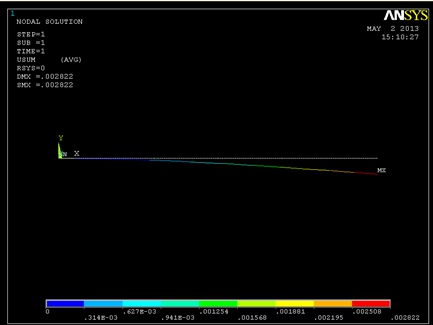 1
NODAL SOLUTION
STEP=1
SUB =1
TIME=1
USUM (AVG)
RSYS=0
DMX =.002822
SMX =.002822
ANSYS
MAY 2 2013
15:10:27
Y
X
MX
0 .627E-03 .001254 .001881 .002508
.314E-03 .941E-03 .001568 .002195 .002822